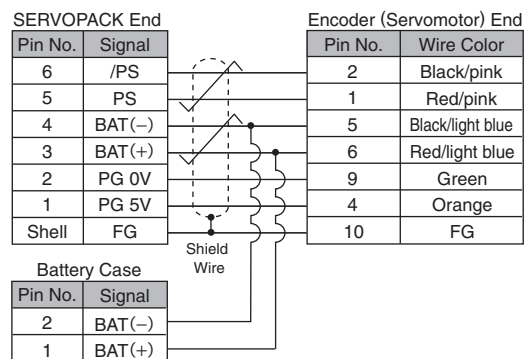 SERVOPACK End
Pin No. Signal
6 /PS
5 PS
4 BAT(−)
3 BAT(+)
2 PG 0V
1 PG 5V
Shell FG
Shield
Wire
Encoder (Servomotor) End
Pin No. Wire Color
2 Black/pink
1 Red/pink
5 Black/light blue
6 Red/light blue
9 Green
4 Orange
10 FG
Battery Case
Pin No. Signal
2 BAT(−)
1 BAT(+)